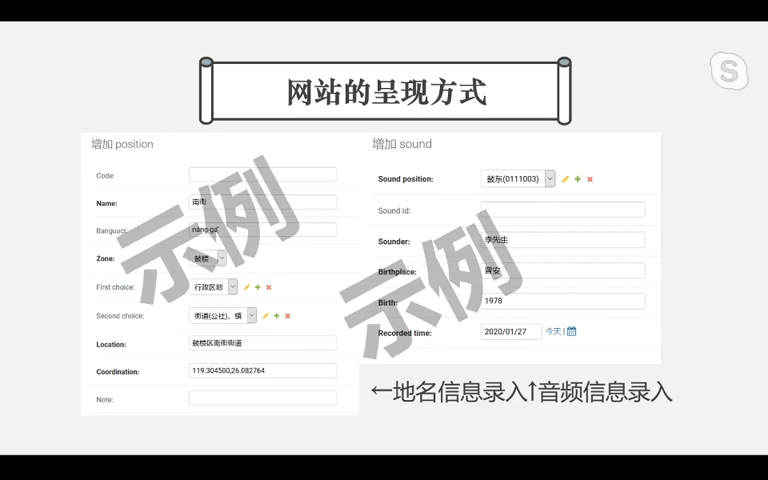 网站的呈现方式
增加 position
Code:
Name: 南街
Banguaci: nàng-gă̤
Zone: 鼓楼
First choice: 行政区划
Second choice: 街道(公社)、镇
Location: 鼓楼区南街街道
Coordination: 119.304500,26.082764
Note:
增加 sound
Sound position: 鼓东(0111003)
Sound id:
Sounder: 李先生
Birthplace: 晋安
Birth: 1978
Recorded time: 2020/01/27 今天 |
示例
示例
←地名信息录入↑音频信息录入